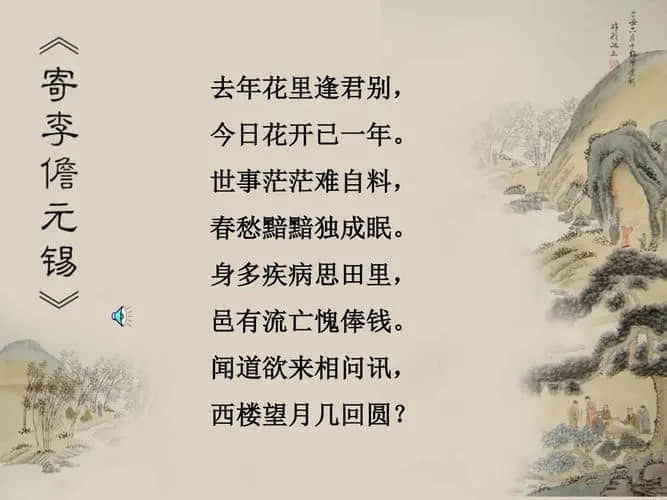 《寄李儋元锡》
去年花里逢君别，
今日花开已一年。
世事茫茫难自料，
春愁黯黯独成眠。
身多疾病思田里，
邑有流亡愧俸钱。
闻道欲来相问讯，
西楼望月几回圆？